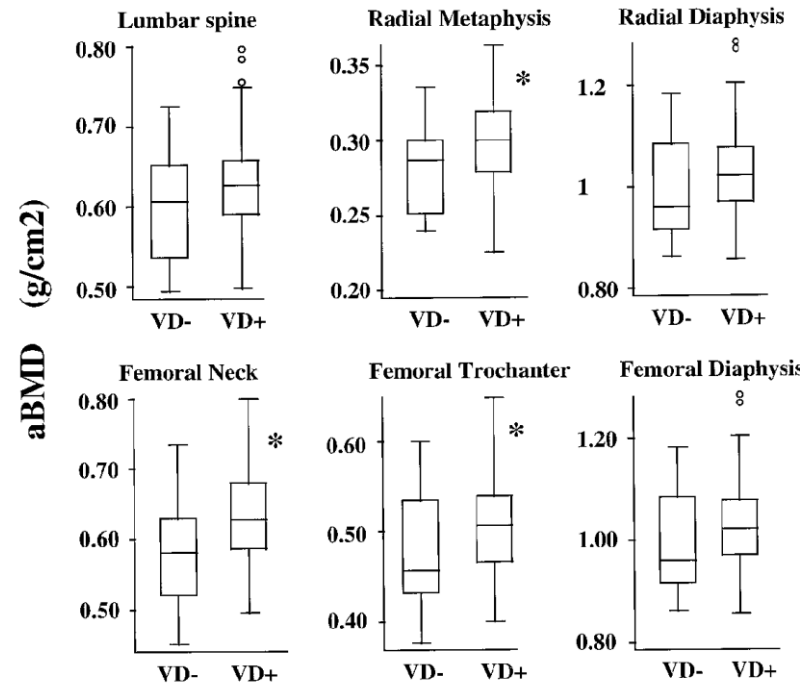 Lumbar spine
Radial Metaphysis
Radial Diaphysis
0.80
0.70
0.60
0.50
VD-
VD+
0.35
0.30
0.25
0.20
*
VD-
VD+
1.2
1
0.80
VD-
VD+
aBMD (g/cm2)
Femoral Neck
Femoral Trochanter
Femoral Diaphysis
0.80
0.70
0.60
0.50
*
VD-
VD+
0.60
0.50
0.40
*
VD-
VD+
1.20
1.00
0.80
VD-
VD+